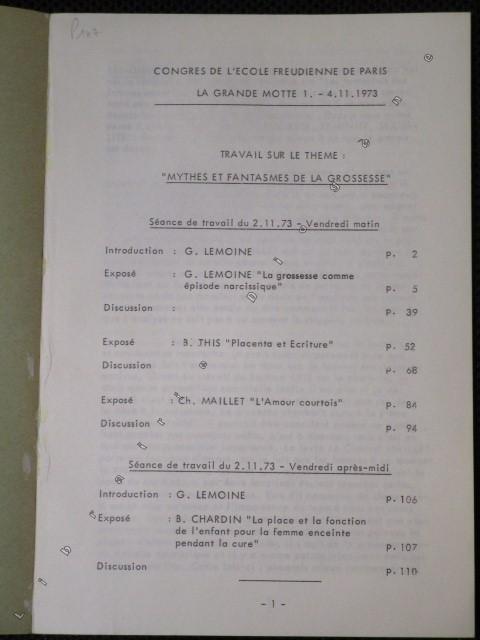 CONGRES DE L'ECOLE FREUDIENNE DE PARIS
LA GRANDE MOTTE 1. - 4.11.1973
TRAVAIL SUR LE THEME :
"MYTHES ET FANTASMES DE LA GROSSESSE"
Séance de travail du 2.11.73 - Vendredi matin
Introduction : G. LEMOINE p. 2
Exposé : G. LEMOINE "La grossesse comme
épisode narcissique" p. 5
Discussion : p. 39
Exposé : B. THIS "Placenta et Ecriture" p. 52
Discussion p. 68
Exposé : Ch. MAILLET "L'Amour courtois" p. 84
Discussion p. 94
Séance de travail du 2.11.73 - Vendredi après-midi
Introduction : G. LEMOINE p. 106
Exposé : B. CHARDIN "La place et la fonction
de l'enfant pour la femme enceinte
pendant la cure" p. 107
Discussion p. 110
- 1 -